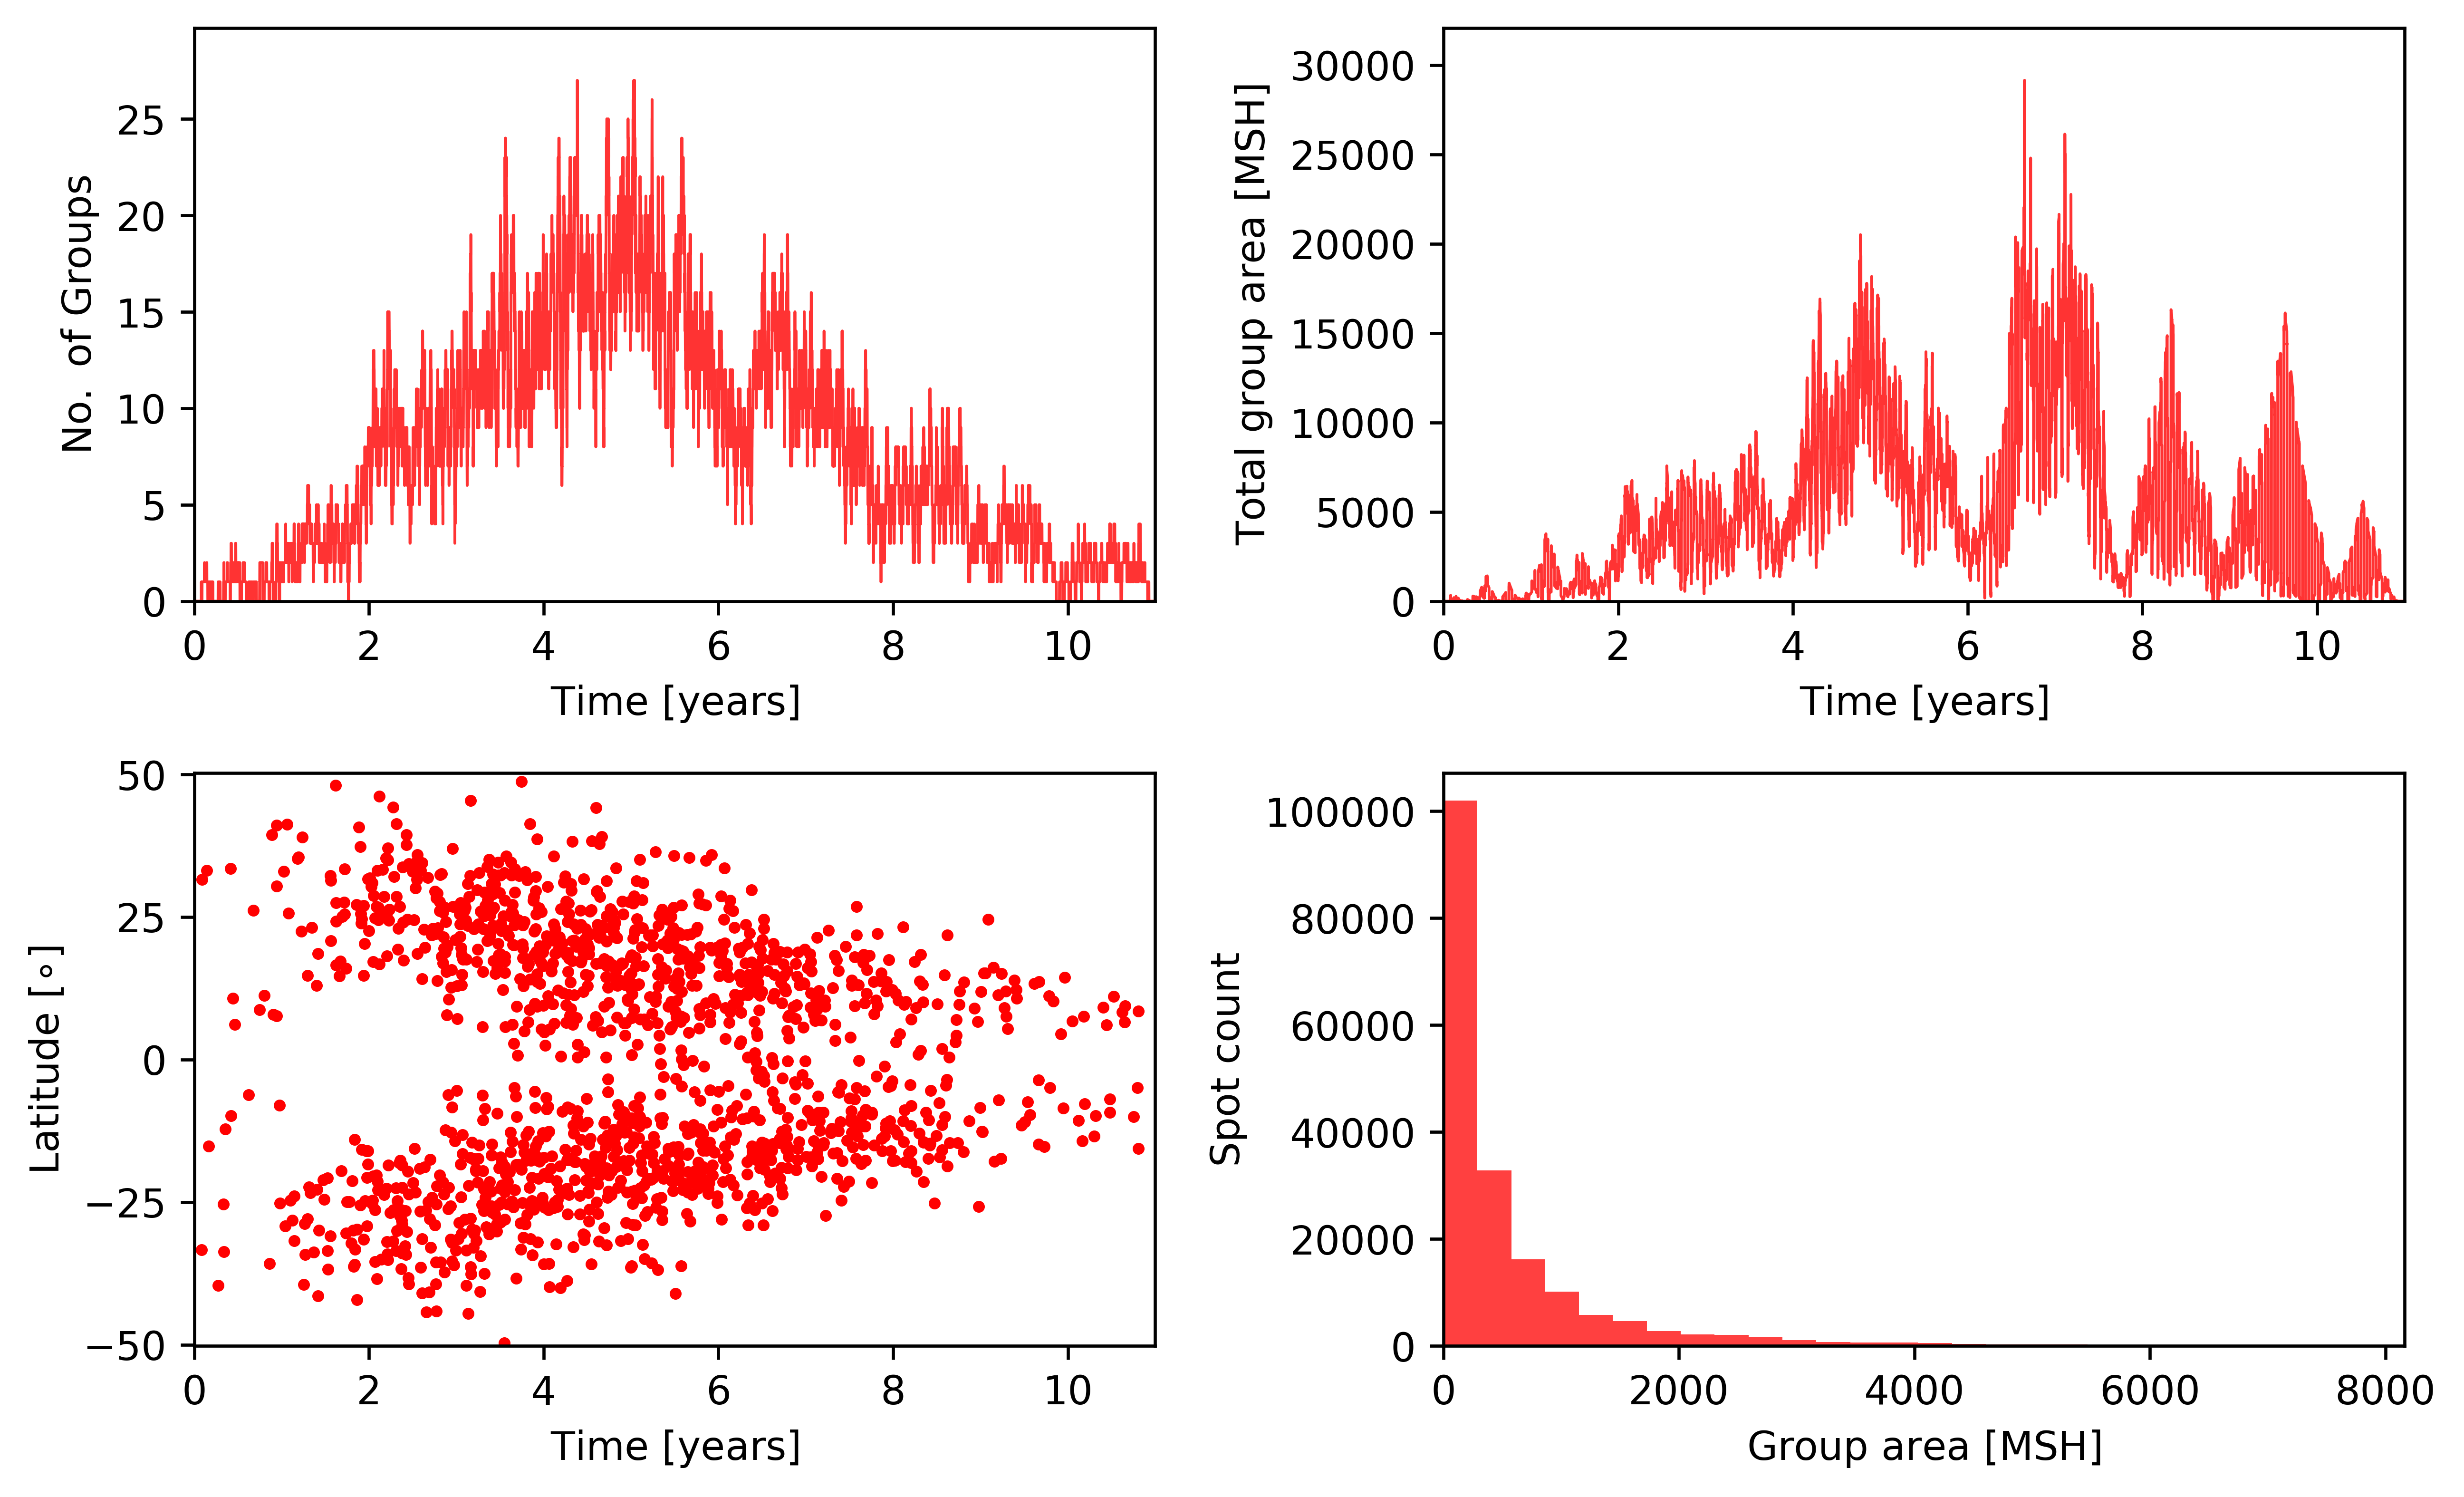 No. of Groups
25
20
15
10
5
0
0 2 4 6 8 10
Time [years]
Total group area [MSH]
30000
25000
20000
15000
10000
5000
0
0 2 4 6 8 10
Time [years]
Latitude [∘]
50
25
0
−25
−50
0 2 4 6 8 10
Time [years]
Spot count
100000
80000
60000
40000
20000
0
0 2000 4000 6000 8000
Group area [MSH]